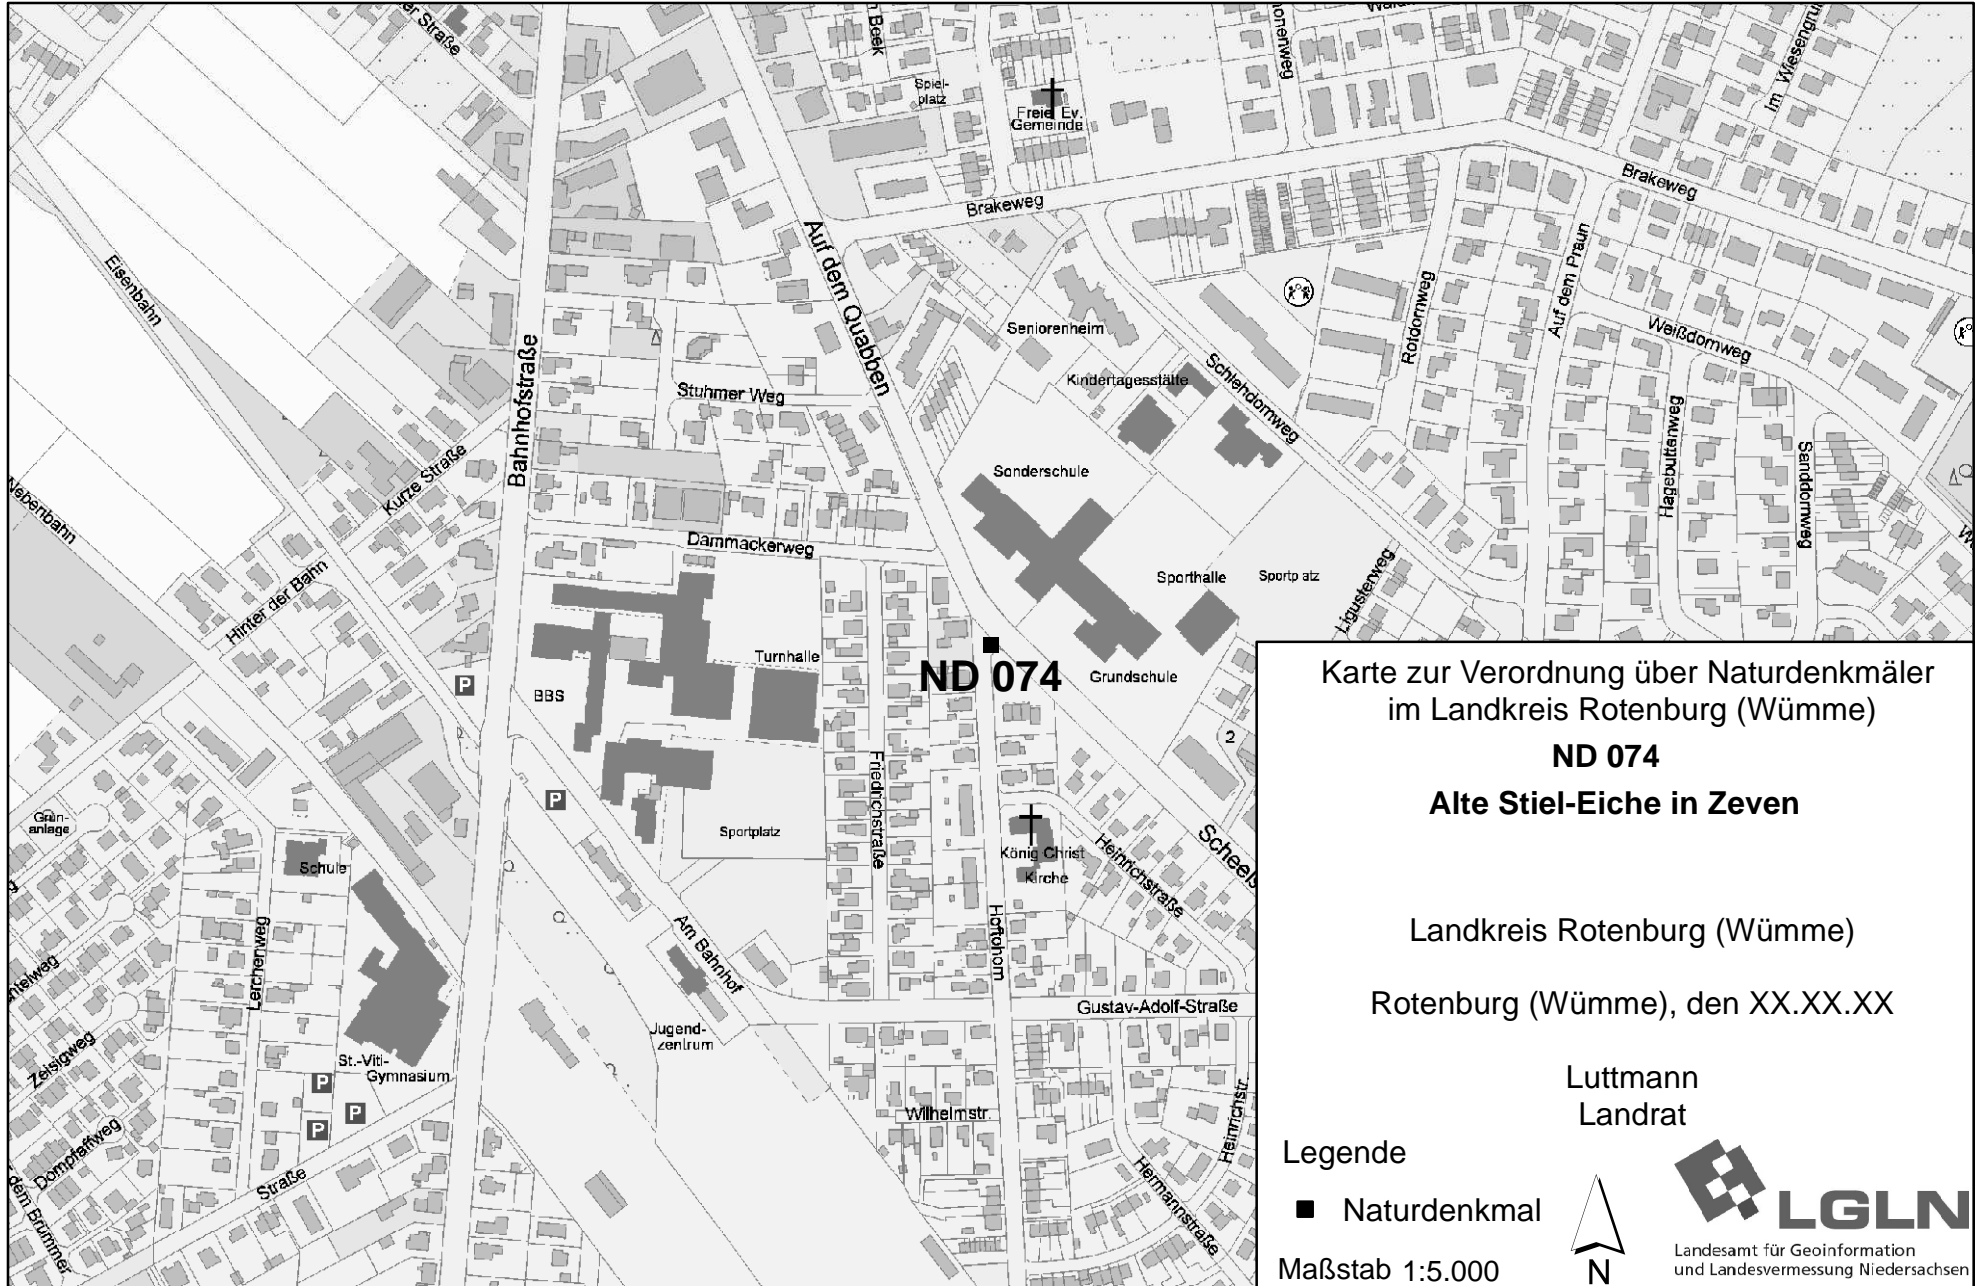 Bahnhofstraße
Auf dem Quabben
Brakeweg
Brakeweg
Spiel-
platz
Freie Ev.
Gemeinde
Im Wiesengru
Eisenbahn
Nebenbahn
Hinter der Bahn
Kurze Straße
Stuhmer Weg
Dammackerweg
Seniorenheim
Kindertagesstätte
Schlehdornweg
Rotdornweg
Auf dem Praun
Weißdornweg
Hagebuttenweg
Sanddornweg
Ligusterweg
Sonderschule
Sporthalle
Sportplatz
Grundschule
Turnhalle
BBS
ND 074
P
P
Sportplatz
Friedrichstraße
König Christ
Kirche
Heinrichstraße
Scheels
2
Grün-
anlage
Schule
Lerchenweg
Zeisigweg
Dompfaffweg
dem Brümmer
Straße
St.-Viti-
Gymnasium
P
P
P
Am Bahnhof
Jugend-
zentrum
Gustav-Adolf-Straße
Wilhelmstr.
Heinrichstr.
Hermannstraße
Karte zur Verordnung über Naturdenkmäler
im Landkreis Rotenburg (Wümme)
ND 074
Alte Stiel-Eiche in Zeven
Landkreis Rotenburg (Wümme)
Rotenburg (Wümme), den XX.XX.XX
Luttmann
Landrat
Legende
Naturdenkmal
Maßstab 1:5.000
N
LGLN
Landesamt für Geoinformation
und Landesvermessung Niedersachsen